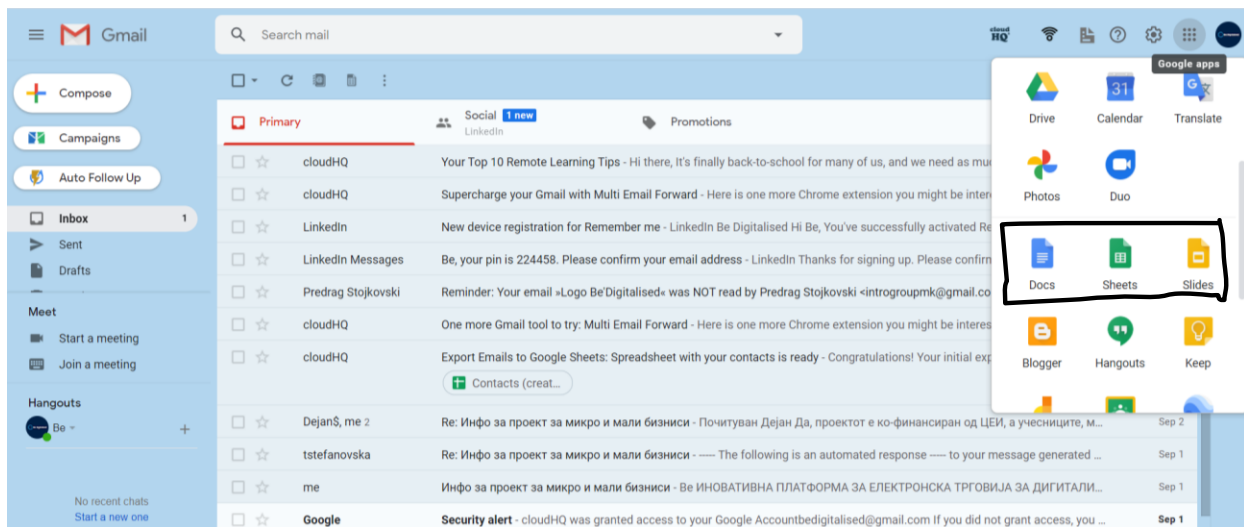 Gmail
Search mail
cloud
HQ
Google apps
Compose
Campaigns
Auto Follow Up
Inbox 1
Sent
Drafts
Meet
Start a meeting
Join a meeting
Hangouts
Be
No recent chats
Start a new one
Primary
Social 1 new
LinkedIn
Promotions
cloudHQ Your Top 10 Remote Learning Tips - Hi there, It's finally back-to-school for many of us, and we need as
cloudHQ Supercharge your Gmail with Multi Email Forward - Here is one more Chrome extension you might be
LinkedIn New device registration for Remember me - LinkedIn Be Digitalised Hi Be, You've successfully activated
LinkedIn Messages Be, your pin is 224458. Please confirm your email address - LinkedIn Thanks for signing up. Please
Predrag Stojkovski Reminder: Your email »Logo Be'Digitalised« was NOT read by Predrag Stojkovski <introgroupmk@gmail.co
cloudHQ One more Gmail tool to try: Multi Email Forward - Here is one more Chrome extension you might be
cloudHQ Export Emails to Google Sheets: Spreadsheet with your contacts is ready - Congratulations! Your initial
Contacts (creat...
Dejan$, me 2 Re: Инфо за проект за микро и мали бизниси - Почитуван Дејан Да, проектот е ко-финансиран од ЦЕИ, а учесниците, м... Sep 2
tstefanovska Re: Инфо за проект за микро и мали бизниси - ---- The following is an automated response ---- to your message generated ... Sep 1
me Инфо за проект за микро и мали бизниси - Be ИНОВАТИВНА ПЛАТФОРМА ЗА ЕЛЕКТРОНСКА ТРГОВИЈА ЗА ДИГИТАЛИ... Sep 1
Google Security alert - cloudHQ was granted access to your Google Accountbedigitalised@gmail.com If you did not grant access, you ... Sep 1
Drive
31
Calendar
G
Translate
Photos
Duo
Docs
Sheets
Slides
Blogger
Hangouts
Keep